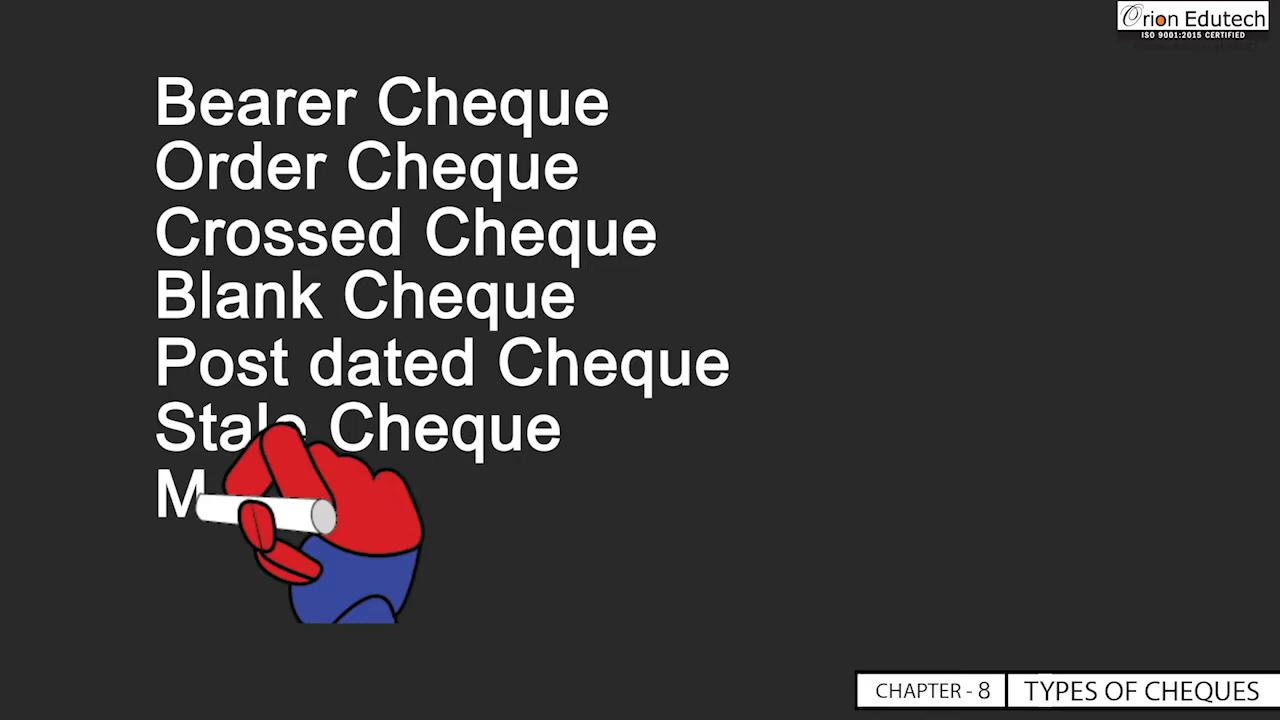 Orion Edutech
ISO 9001:2015 CERTIFIED
Bearer Cheque
Order Cheque
Crossed Cheque
Blank Cheque
Post dated Cheque
Stale Cheque
M
CHAPTER - 8 TYPES OF CHEQUES